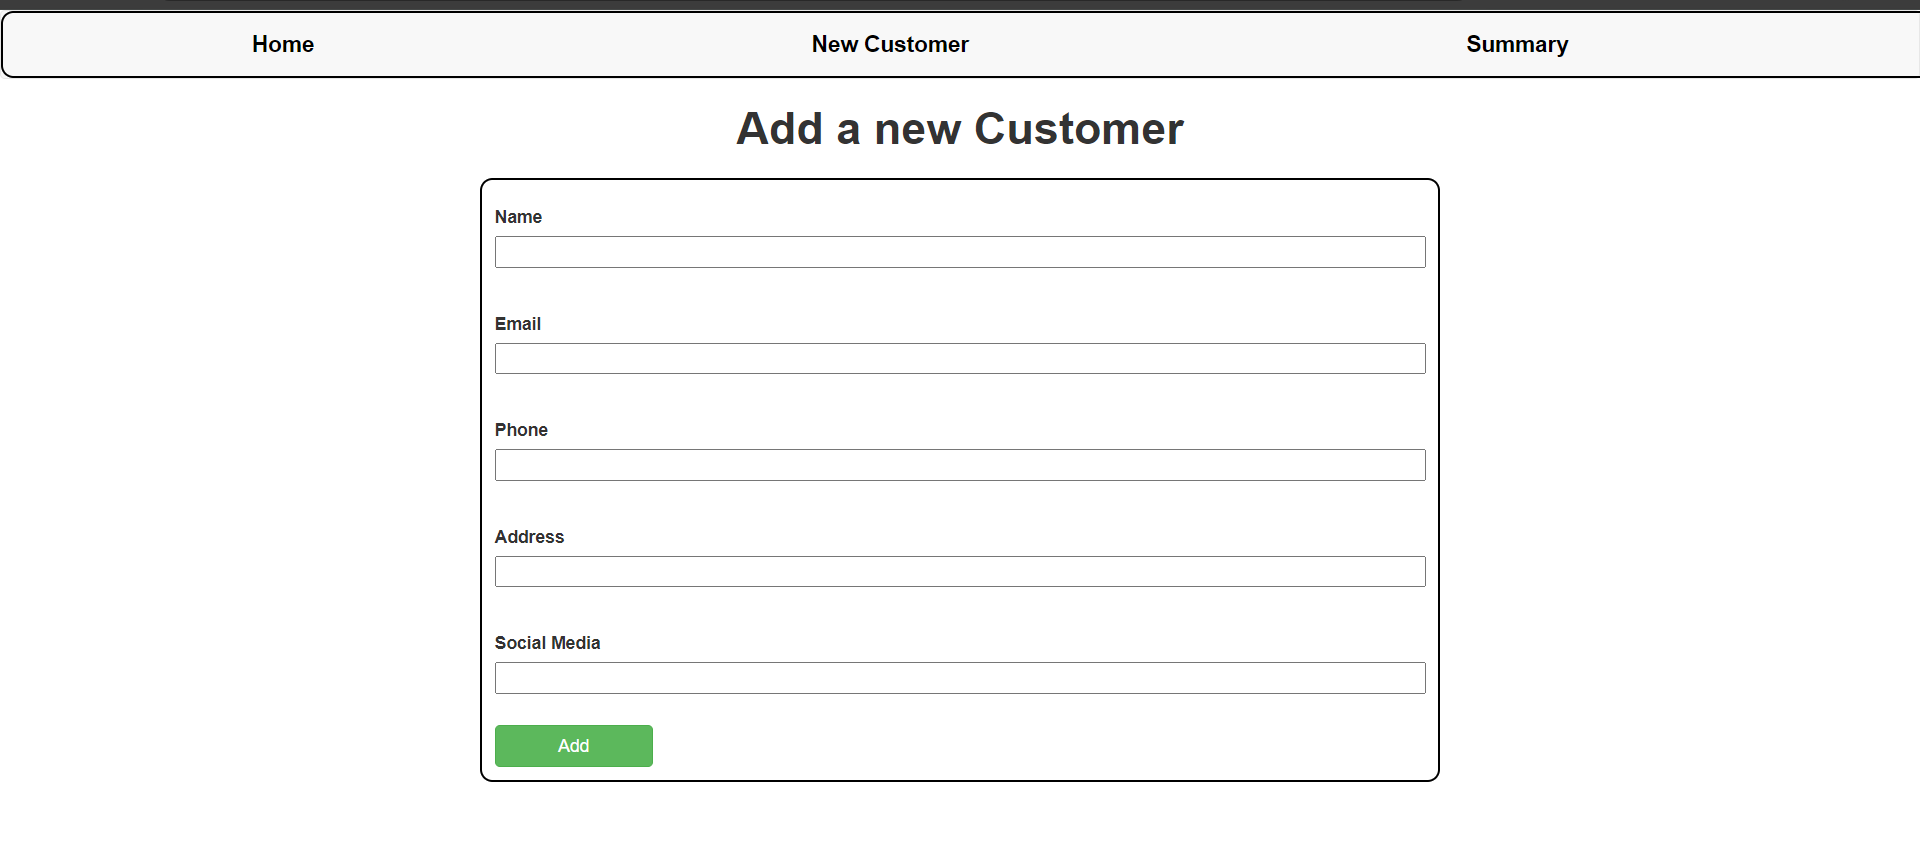 Home New Customer Summary
Add a new Customer
Name
Email
Phone
Address
Social Media
Add